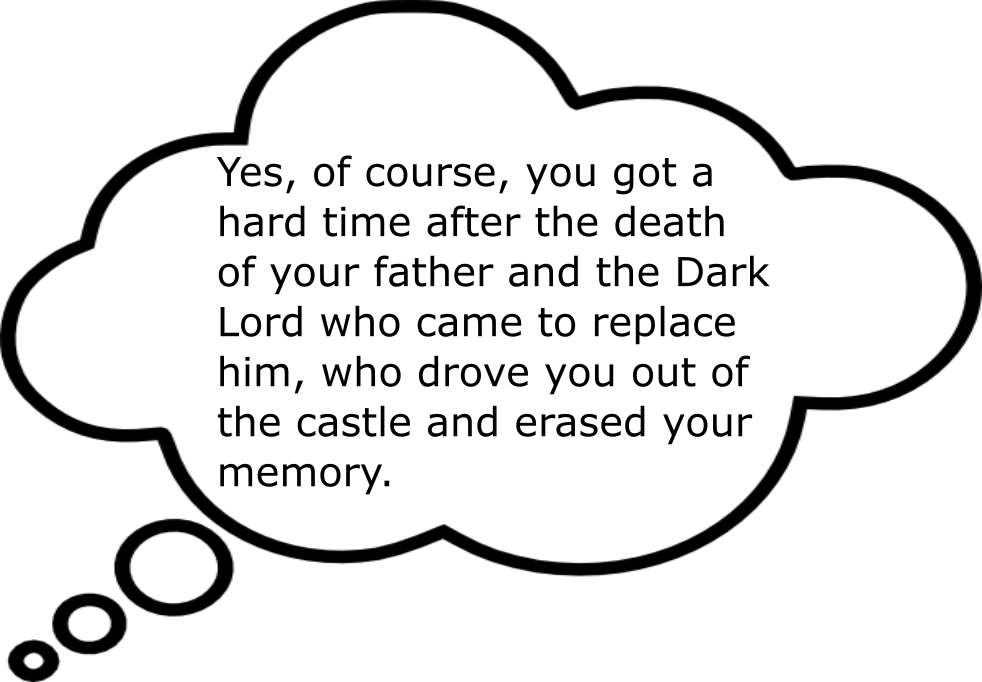 Yes, of course, you got a
hard time after the death
of your father and the Dark
Lord who came to replace
him, who drove you out of
the castle and erased your
memory.